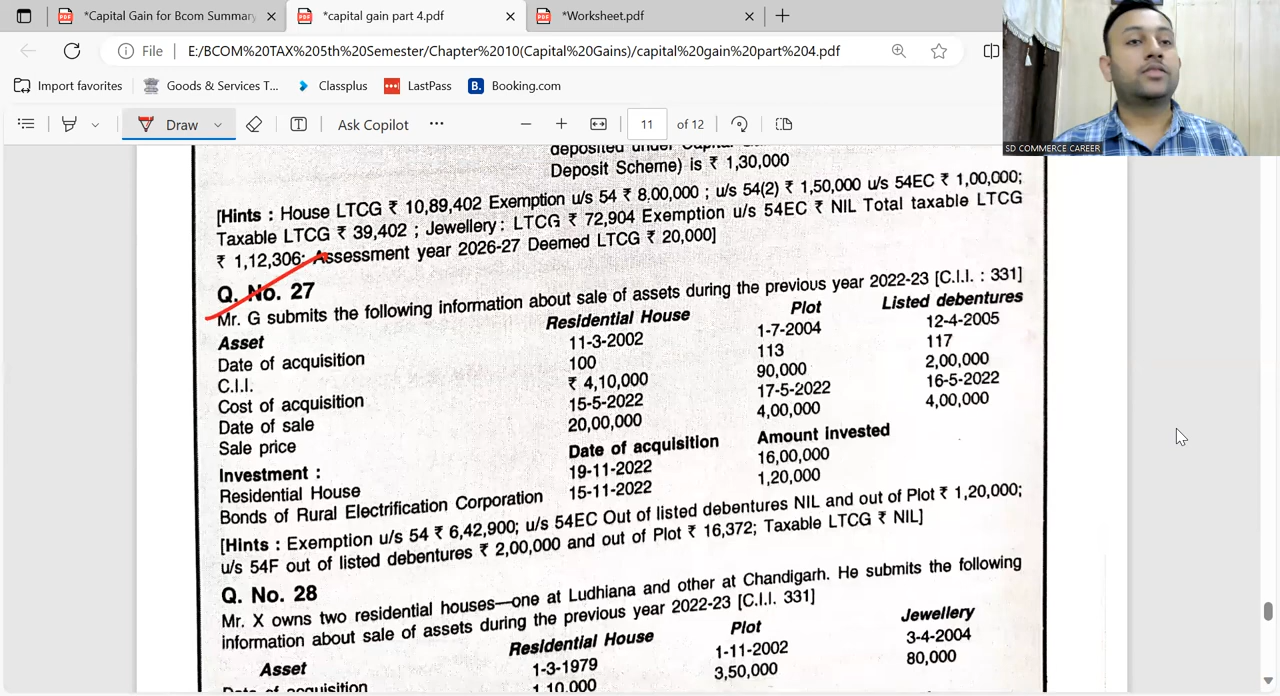 *Capital Gain for Bcom Summary
*capital gain part 4.pdf
*Worksheet.pdf
File E:/BCOM%20TAX%205th%20Semester/Chapter%2010(Capital%20Gains)/capital%20gain%20part%204.pdf
Import favorites Goods & Services T... Classplus LastPass Booking.com
Draw Ask Copilot 11 of 12
SD COMMERCE CAREER
deposited under
Deposit Scheme) is ₹ 1,30,000
[Hints : House LTCG ₹ 10,89,402 Exemption u/s 54 ₹ 8.00,000 ; u/s 54(2) ₹ 1,50,000 u/s 54EC ₹ 1,00,000;
Taxable LTCG ₹ 39,402 ; Jewellery : LTCG ₹ 72,904 Exemption u/s 54EC ₹ NIL Total taxable LTCG
₹ 1,12,306; Assessment year 2026-27 Deemed LTCG ₹ 20,000]
Q. No. 27
Mr. G submits the following information about sale of assets during the previous year 2022-23 [C.I.I. : 331]
Asset Residential House Plot Listed debentures
Date of acquisition 11-3-2002 1-7-2004 12-4-2005
C.I.I. 100 113 117
Cost of acquisition ₹ 4,10,000 90,000 2,00,000
Date of sale 15-5-2022 17-5-2022 16-5-2022
Sale price 20,00,000 4,00,000 4,00,000
Investment : Date of acquisition Amount invested
Residential House 19-11-2022 16,00,000
Bonds of Rural Electrification Corporation 15-11-2022 1,20,000
[Hints : Exemption u/s 54 ₹ 6,42,900; u/s 54EC Out of listed debentures NIL and out of Plot ₹ 1,20,000;
u/s 54F out of listed debentures ₹ 2,00,000 and out of Plot ₹ 16,372; Taxable LTCG ₹ NIL]
Q. No. 28
Mr. X owns two residential houses—one at Ludhiana and other at Chandigarh. He submits the following
information about sale of assets during the previous year 2022-23 [C.I.I. 331]
Asset Residential House Plot Jewellery
Date of acquisition 1-3-1979 1-11-2002 3-4-2004
1,10,000 3,50,000 80,000